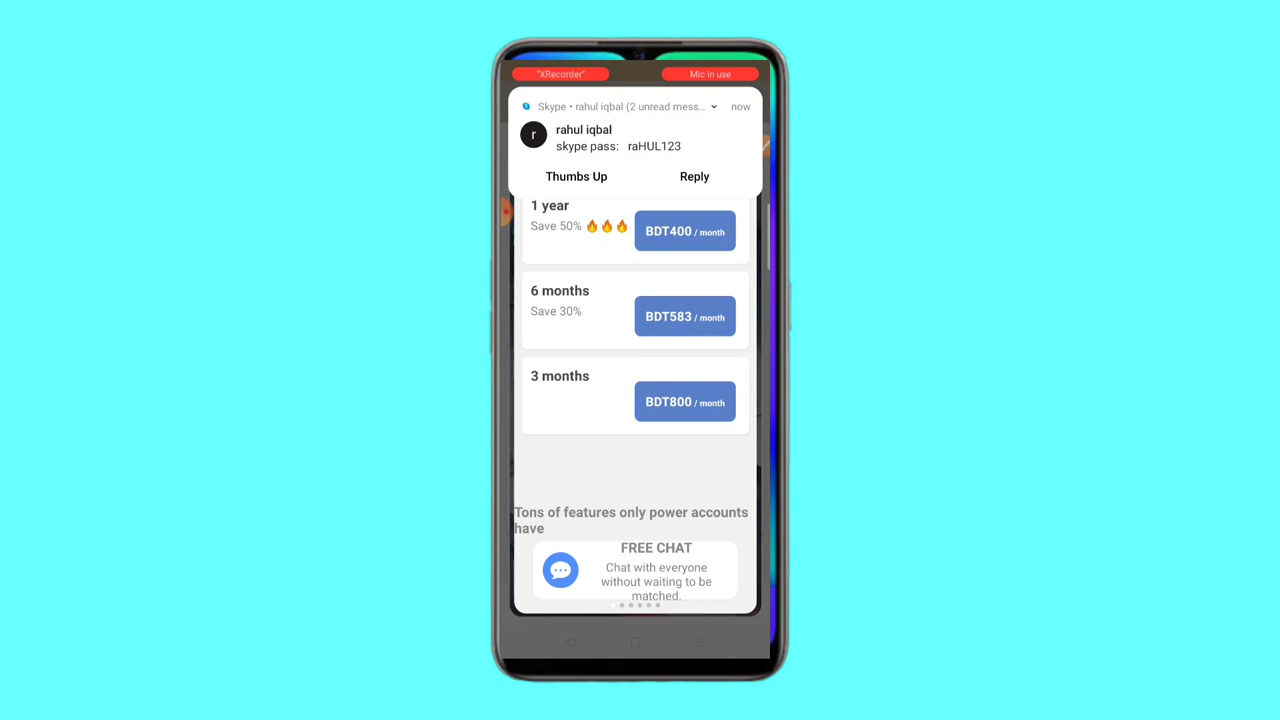 "XRecorder" Mic in use
Skype • rahul iqbal (2 unread mess... now
r
rahul iqbal
skype pass: raHUL123
Thumbs Up Reply
1 year
Save 50% 🔥🔥🔥
BDT400 / month
6 months
Save 30%
BDT583 / month
3 months
BDT800 / month
Tons of features only power accounts
have
FREE CHAT
Chat with everyone
without waiting to be
matched.